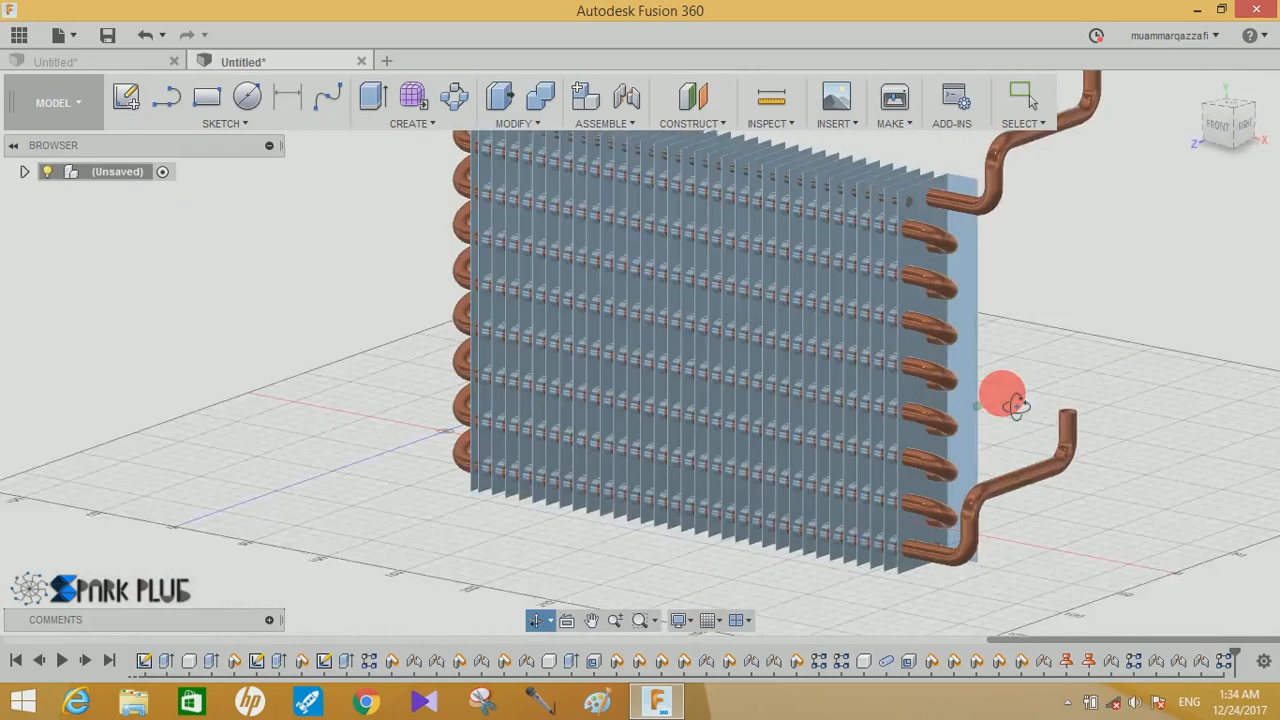 Autodesk Fusion 360
muammarqazzafi
Untitled*
Untitled*
MODEL
SKETCH
CREATE
MODIFY
ASSEMBLE
CONSTRUCT
INSPECT
INSERT
MAKE
ADD-INS
SELECT
BROWSER
(Unsaved)
Y
FRONT
RIGHT
Z
X
SPARK PLUG
COMMENTS
ENG
1:34 AM
12/24/2017